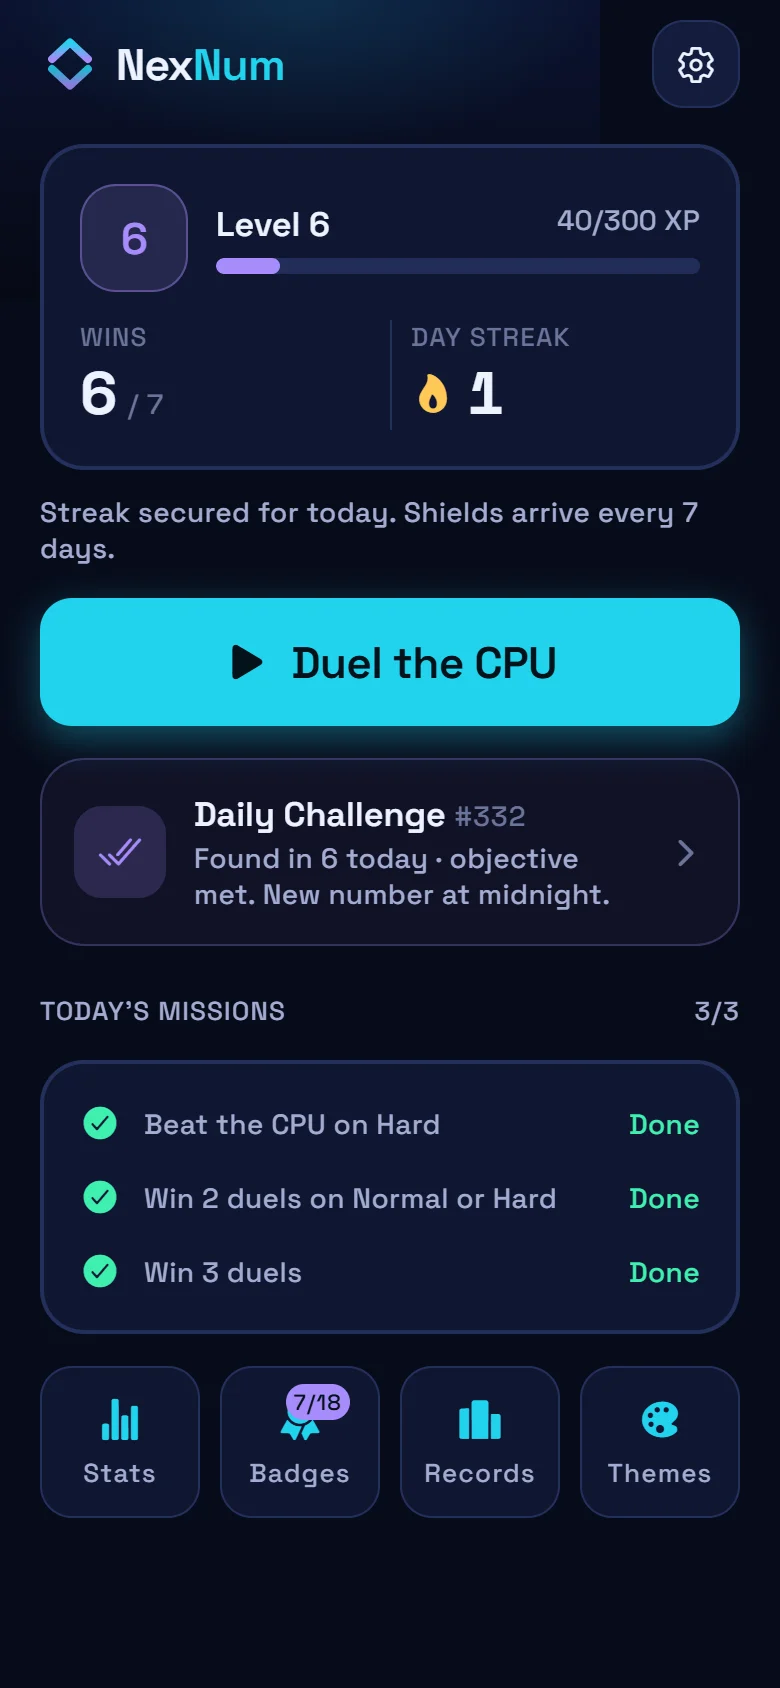 NexNum
6
Level 6
40/300 XP
WINS
DAY STREAK
6 / 7
1
Streak secured for today. Shields arrive every 7
days.
Duel the CPU
Daily Challenge #332
Found in 6 today · objective
met. New number at midnight.
TODAY’S MISSIONS
3/3
Beat the CPU on Hard
Done
Win 2 duels on Normal or Hard
Done
Win 3 duels
Done
7/18
Stats
Badges
Records
Themes